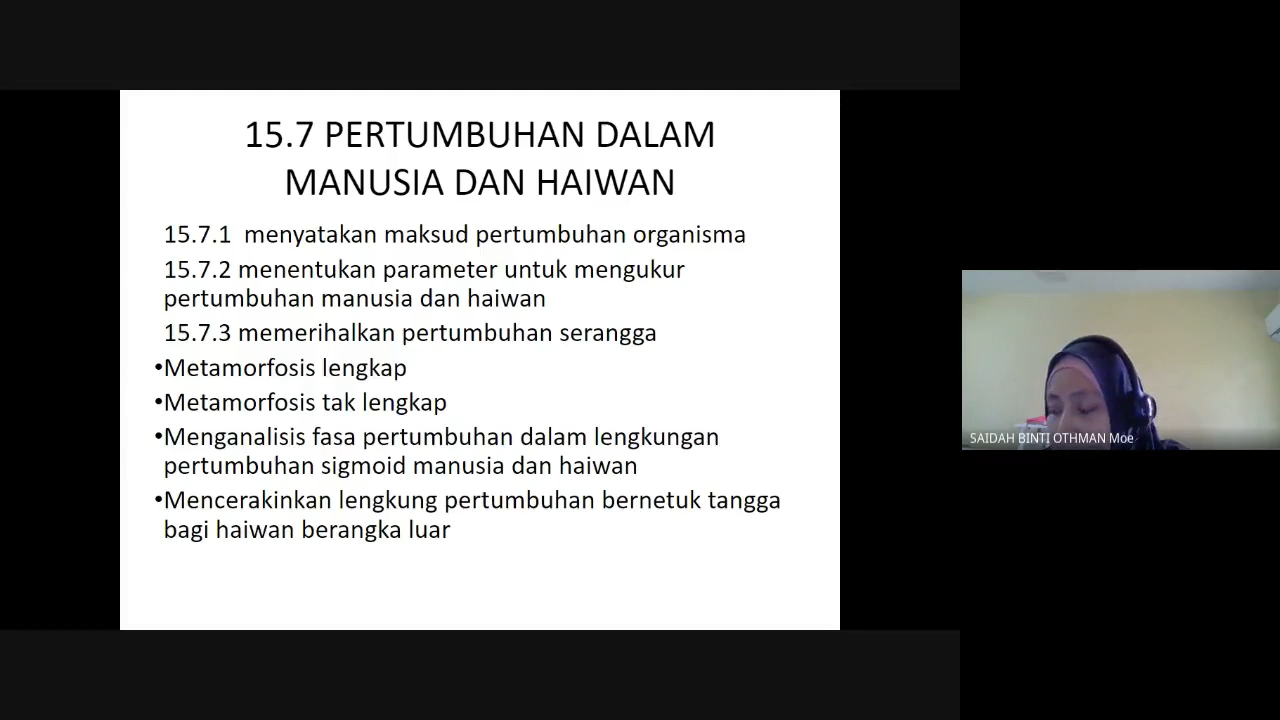 15.7 PERTUMBUHAN DALAM
MANUSIA DAN HAIWAN
15.7.1 menyatakan maksud pertumbuhan organisma
15.7.2 menentukan parameter untuk mengukur
pertumbuhan manusia dan haiwan
15.7.3 memerihalkan pertumbuhan serangga
•Metamorfosis lengkap
•Metamorfosis tak lengkap
•Menganalisis fasa pertumbuhan dalam lengkungan
pertumbuhan sigmoid manusia dan haiwan
•Mencerakinkan lengkung pertumbuhan bernetuk tangga
bagi haiwan berangka luar
SAIDAH BINTI OTHMAN Moe